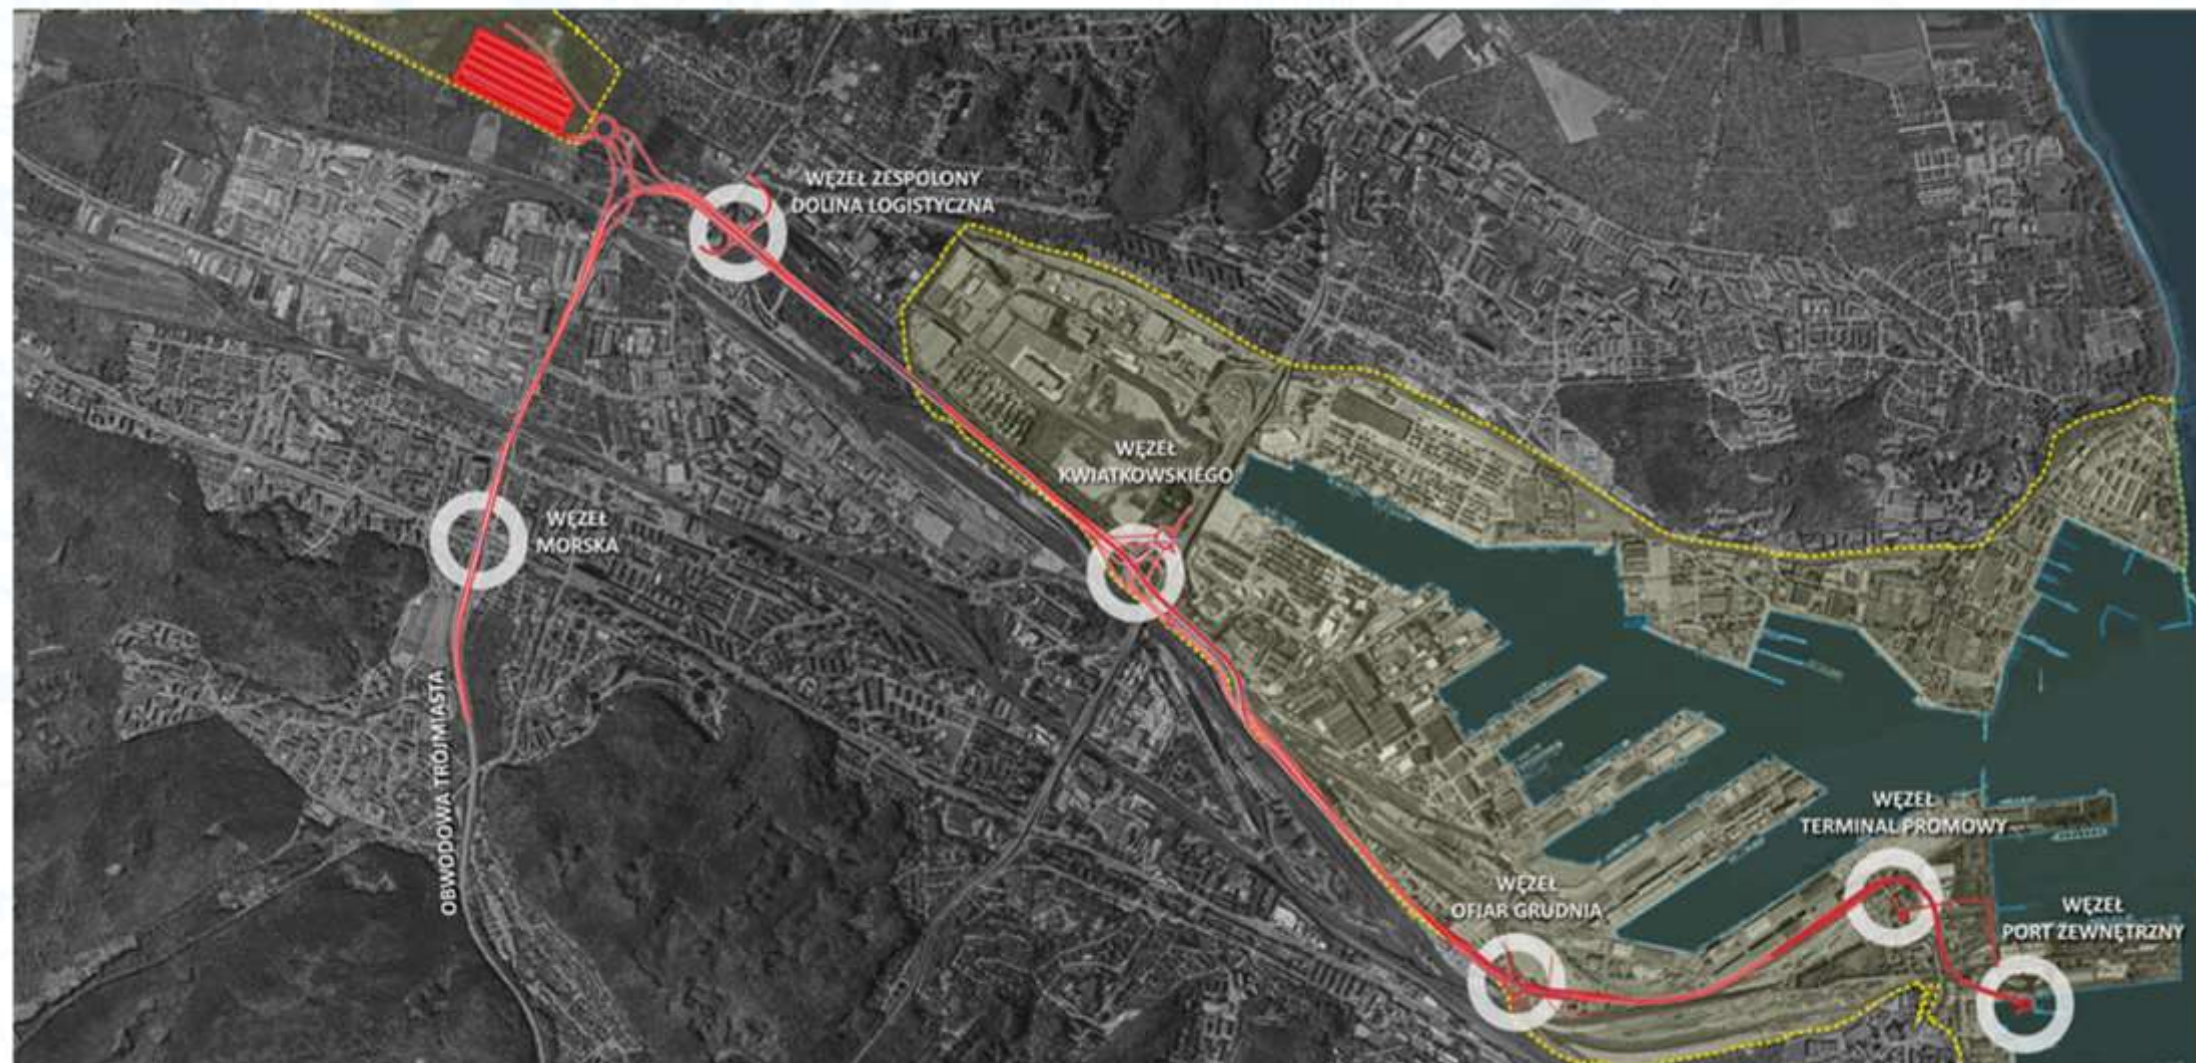 WĘZEŁ ZESPOLONY
DOLINA LOGISTYCZNA
WĘZEŁ
KWIATKOWSKIEGO
WĘZEŁ
MORSKA
OBWODOWA TRÓJMIASTA
WĘZEŁ
TERMINAL PROMOWY
WĘZEŁ
OFIAR GRUDNIA
WĘZEŁ
PORT ZEWNĘTRZNY